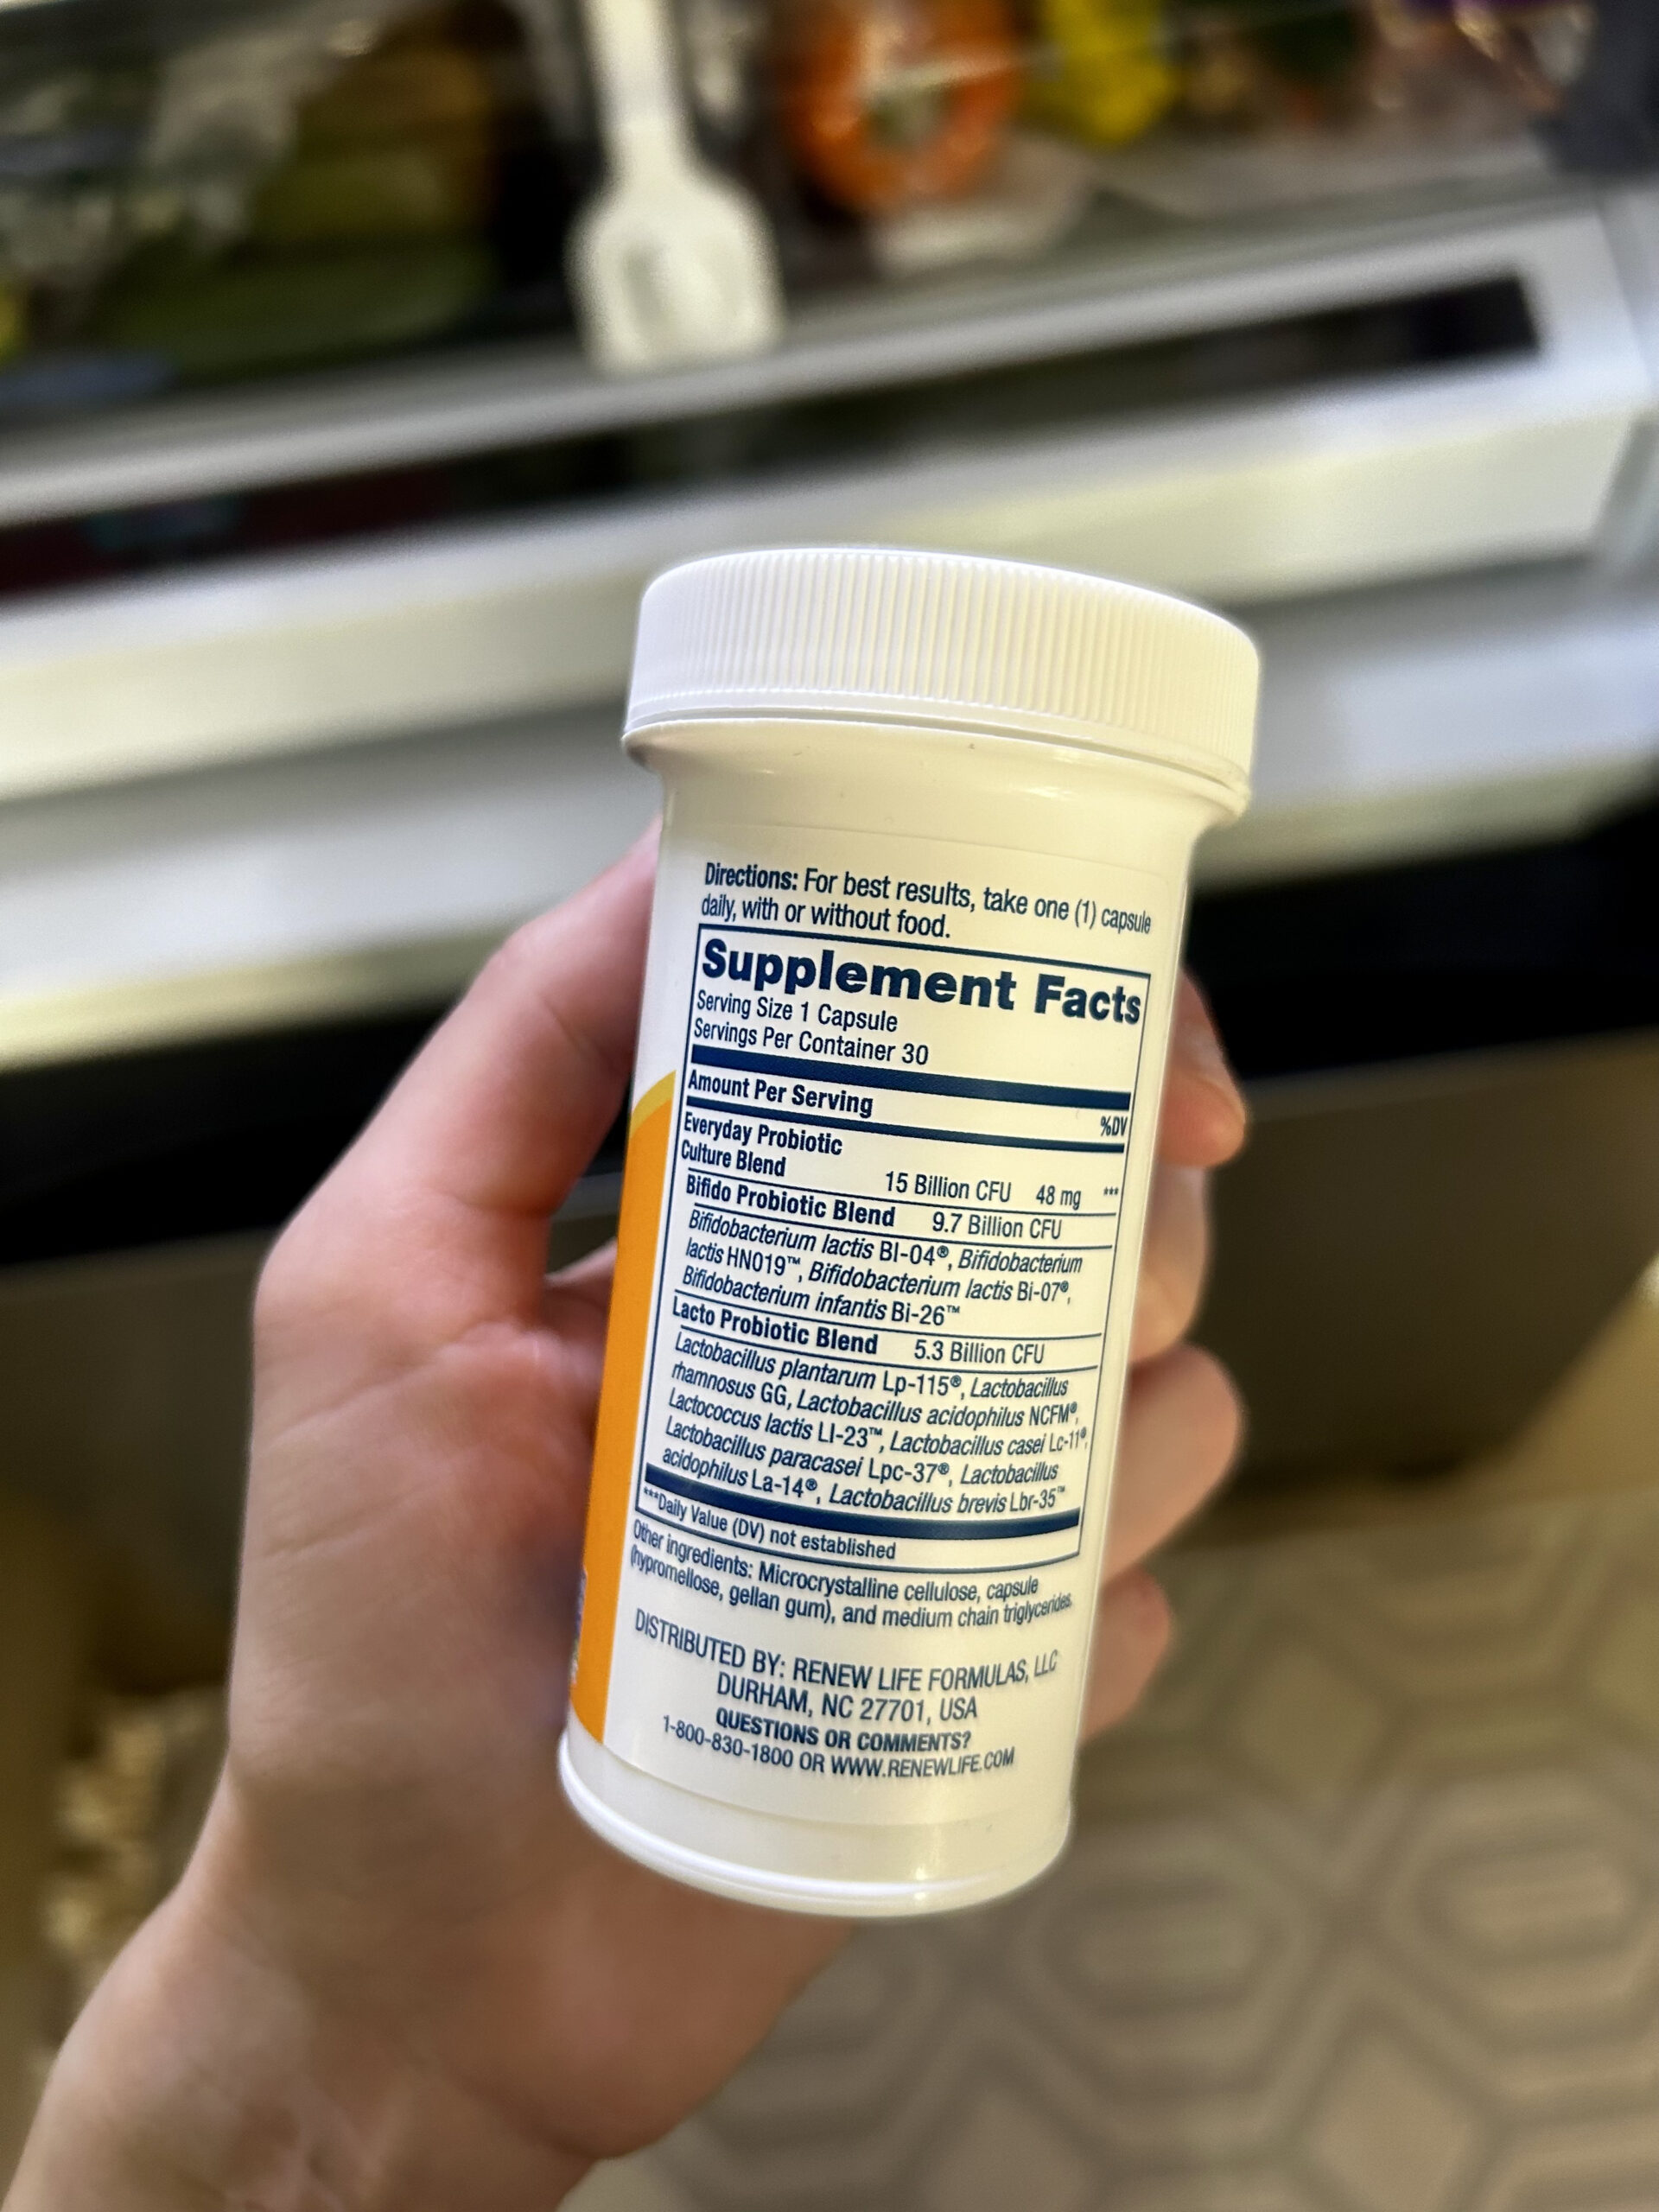 Directions: For best results, take one (1) capsule
daily, with or without food.
Supplement Facts
Serving Size 1 Capsule
Servings Per Container 30
Amount Per Serving %DV
Everyday Probiotic
Culture Blend 15 Billion CFU 48 mg ***
Bifido Probiotic Blend 9.7 Billion CFU
Bifidobacterium lactis Bl-04®, Bifidobacterium
lactis HN019™, Bifidobacterium lactis Bi-07®,
Bifidobacterium infantis Bi-26™
Lacto Probiotic Blend 5.3 Billion CFU
Lactobacillus plantarum Lp-115®, Lactobacillus
rhamnosus GG, Lactobacillus acidophilus NCFM®,
Lactococcus lactis Ll-23™, Lactobacillus casei Lc-11®,
Lactobacillus paracasei Lpc-37®, Lactobacillus
acidophilus La-14®, Lactobacillus brevis Lbr-35™
***Daily Value (DV) not established
Other ingredients: Microcrystalline cellulose, capsule
(hypromellose, gellan gum), and medium chain triglycerides.
DISTRIBUTED BY: RENEW LIFE FORMULAS, LLC
DURHAM, NC 27701, USA
QUESTIONS OR COMMENTS?
1-800-830-1800 OR WWW.RENEWLIFE.COM